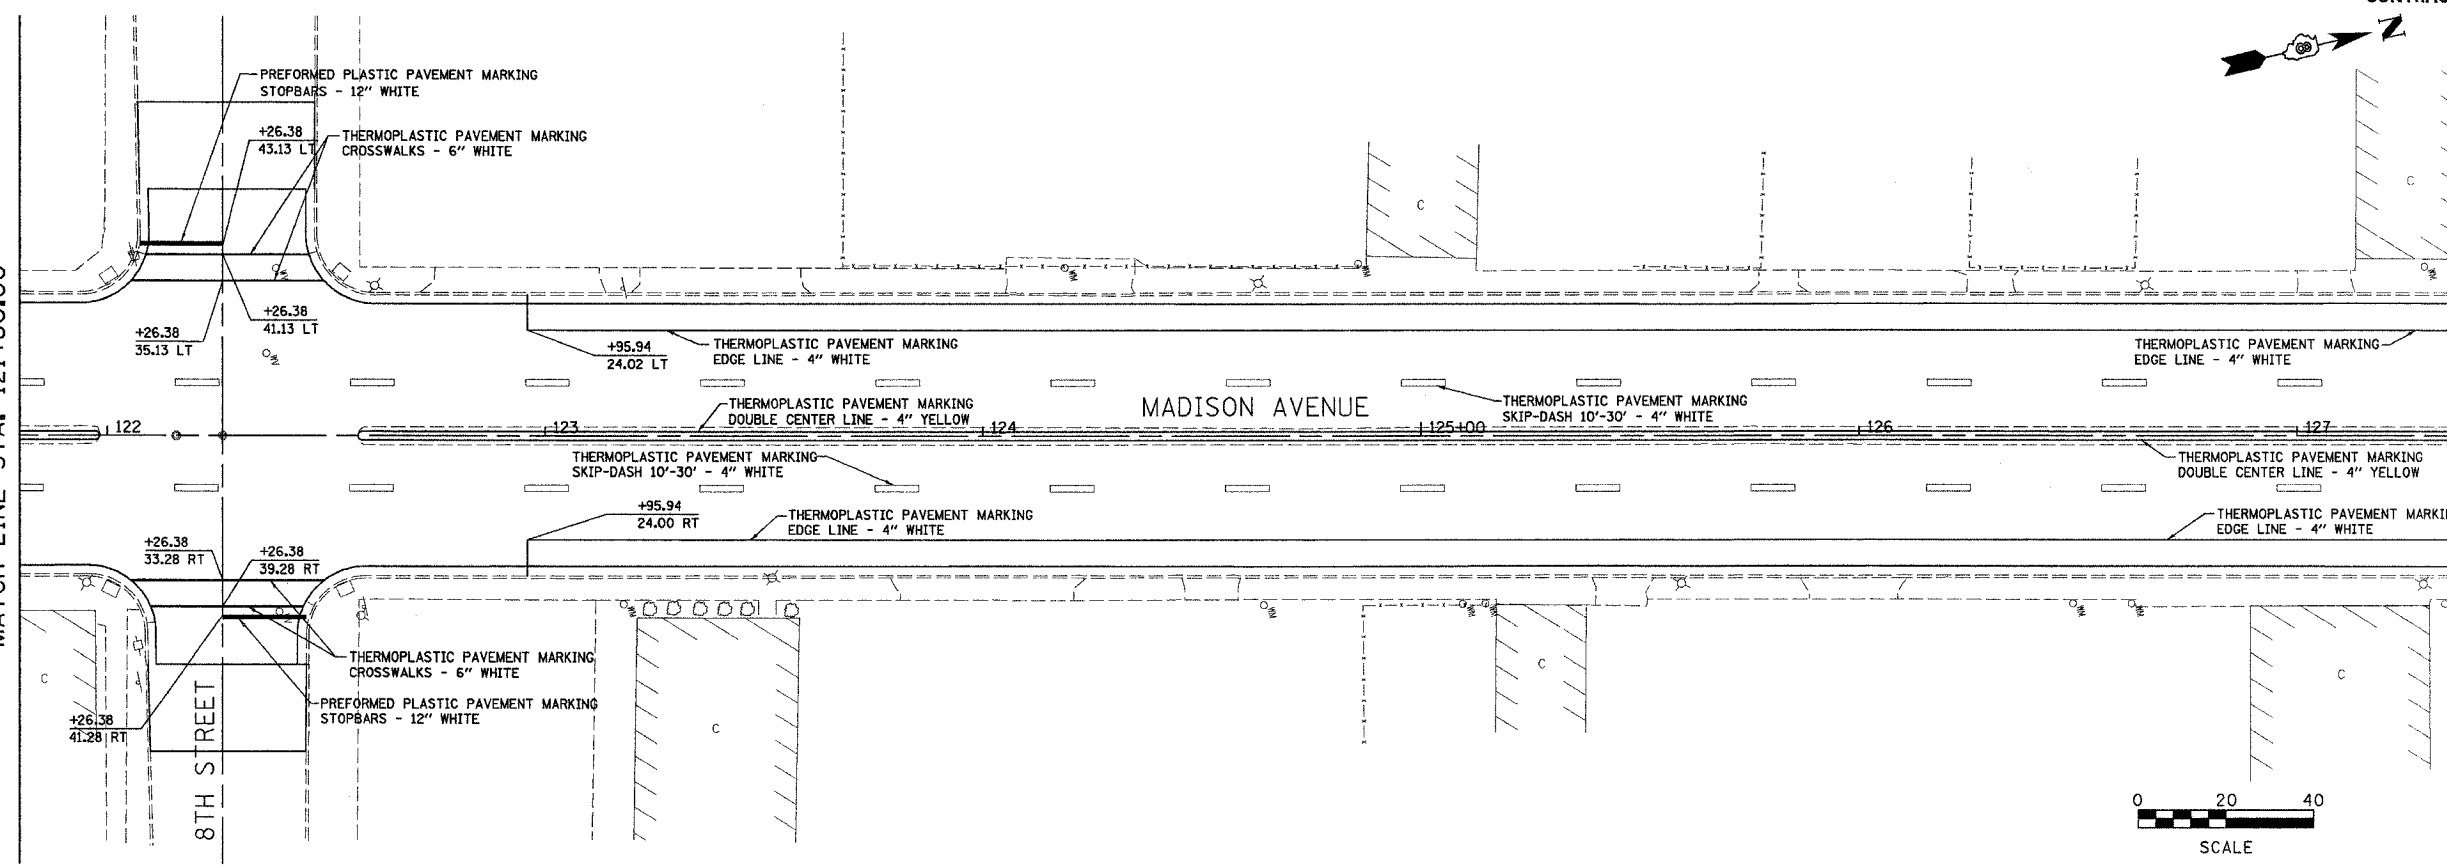 N
PREFORMED PLASTIC PAVEMENT MARKING
STOPBARS - 12" WHITE
+26.38
43.13 LT
THERMOPLASTIC PAVEMENT MARKING
CROSSWALKS - 6" WHITE
C
C
+26.38
41.13 LT
+26.38
35.13 LT
+95.94
24.02 LT
THERMOPLASTIC PAVEMENT MARKING
EDGE LINE - 4" WHITE
THERMOPLASTIC PAVEMENT MARKING
EDGE LINE - 4" WHITE
THERMOPLASTIC PAVEMENT MARKING
DOUBLE CENTER LINE - 4" YELLOW
MADISON AVENUE
THERMOPLASTIC PAVEMENT MARKING
SKIP-DASH 10'-30' - 4" WHITE
122
123
124
125+00
126
127
THERMOPLASTIC PAVEMENT MARKING
SKIP-DASH 10'-30' - 4" WHITE
THERMOPLASTIC PAVEMENT MARKING
DOUBLE CENTER LINE - 4" YELLOW
+95.94
24.00 RT
THERMOPLASTIC PAVEMENT MARKING
EDGE LINE - 4" WHITE
THERMOPLASTIC PAVEMENT
EDGE LINE - 4" WHITE
+26.38
33.28 RT
+26.38
39.28 RT
THERMOPLASTIC PAVEMENT MARKING
CROSSWALKS - 6" WHITE
PREFORMED PLASTIC PAVEMENT MARKING
STOPBARS - 12" WHITE
+26.38
41.28 RT
8TH STREET
C
C
C
C
0 20 40
SCALE